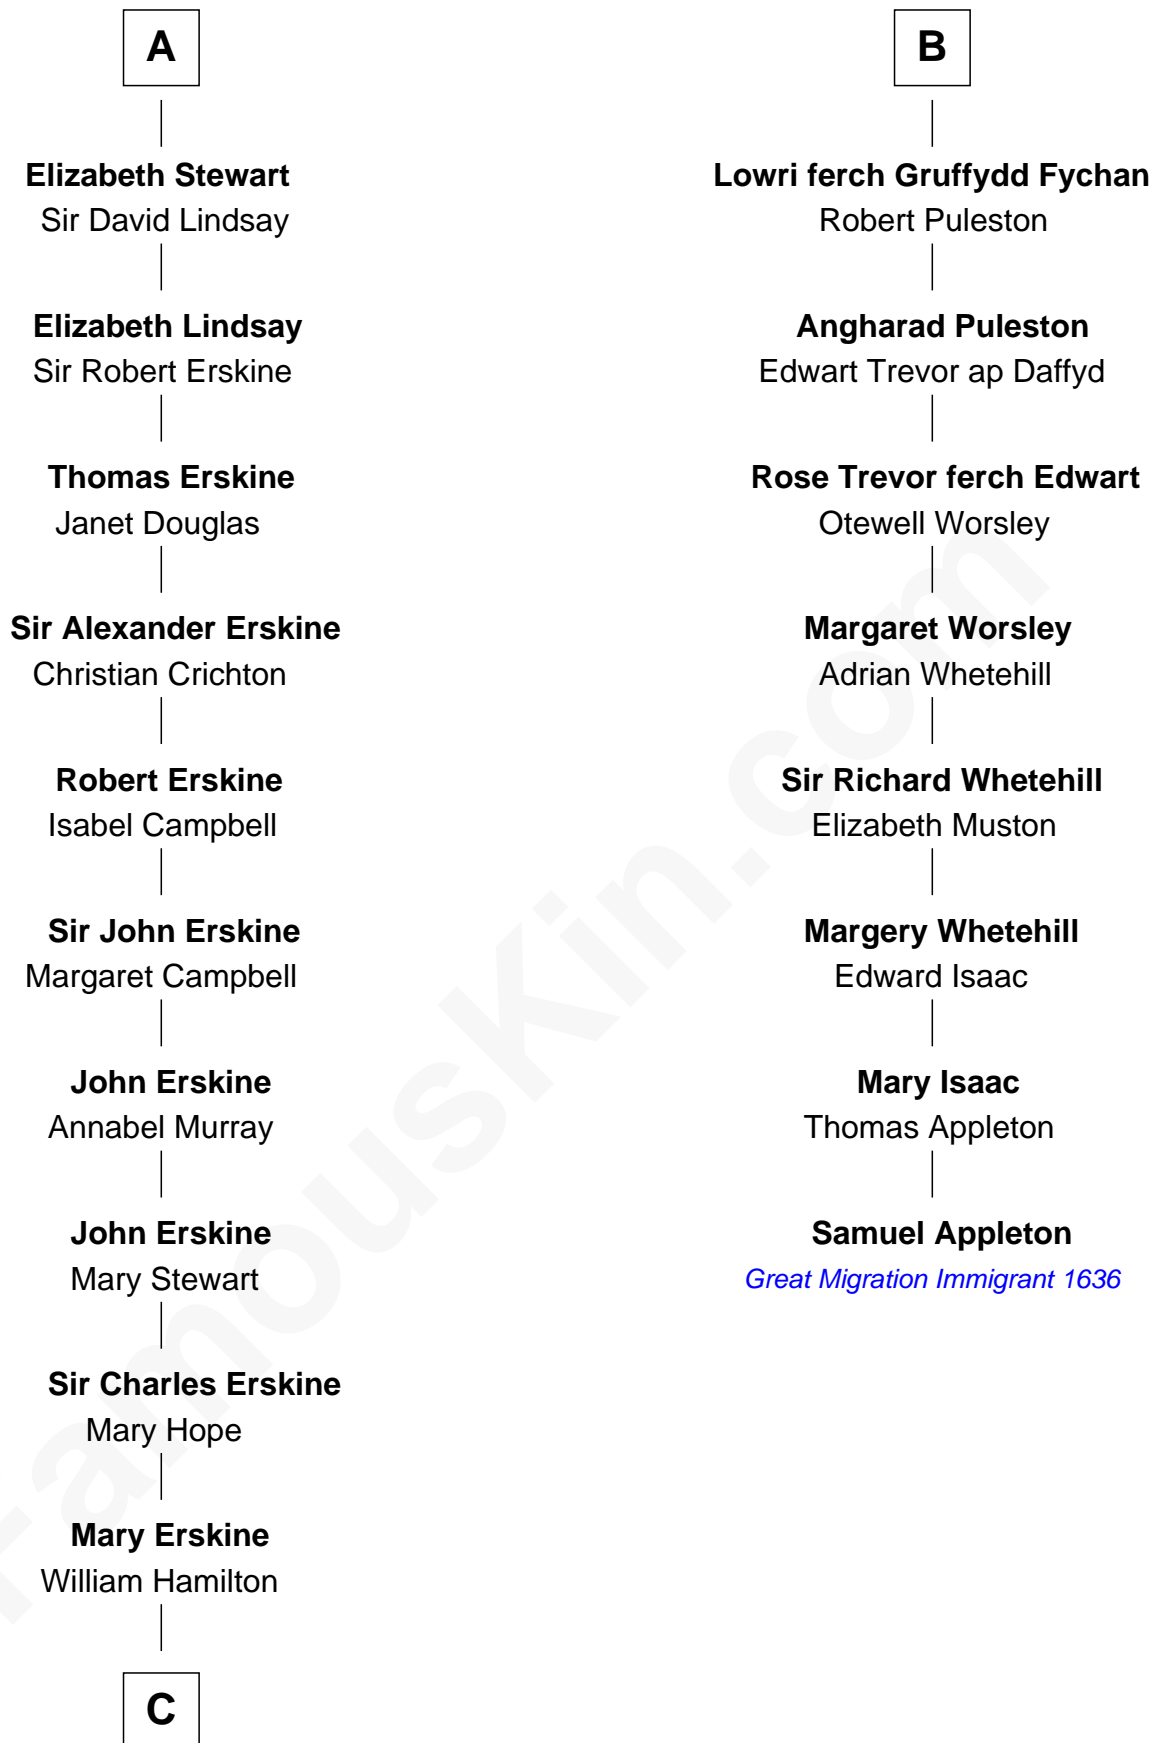 A
Elizabeth Stewart
Sir David Lindsay
Elizabeth Lindsay
Sir Robert Erskine
Thomas Erskine
Janet Douglas
Sir Alexander Erskine
Christian Crichton
Robert Erskine
Isabel Campbell
Sir John Erskine
Margaret Campbell
John Erskine
Annabel Murray
John Erskine
Mary Stewart
Sir Charles Erskine
Mary Hope
Mary Erskine
William Hamilton
C
B
Lowri ferch Gruffydd Fychan
Robert Puleston
Angharad Puleston
Edwart Trevor ap Daffyd
Rose Trevor ferch Edwart
Otewell Worsley
Margaret Worsley
Adrian Whetehill
Sir Richard Whetehill
Elizabeth Muston
Margery Whetehill
Edward Isaac
Mary Isaac
Thomas Appleton
Samuel Appleton
Great Migration Immigrant 1636
FamousKin.com